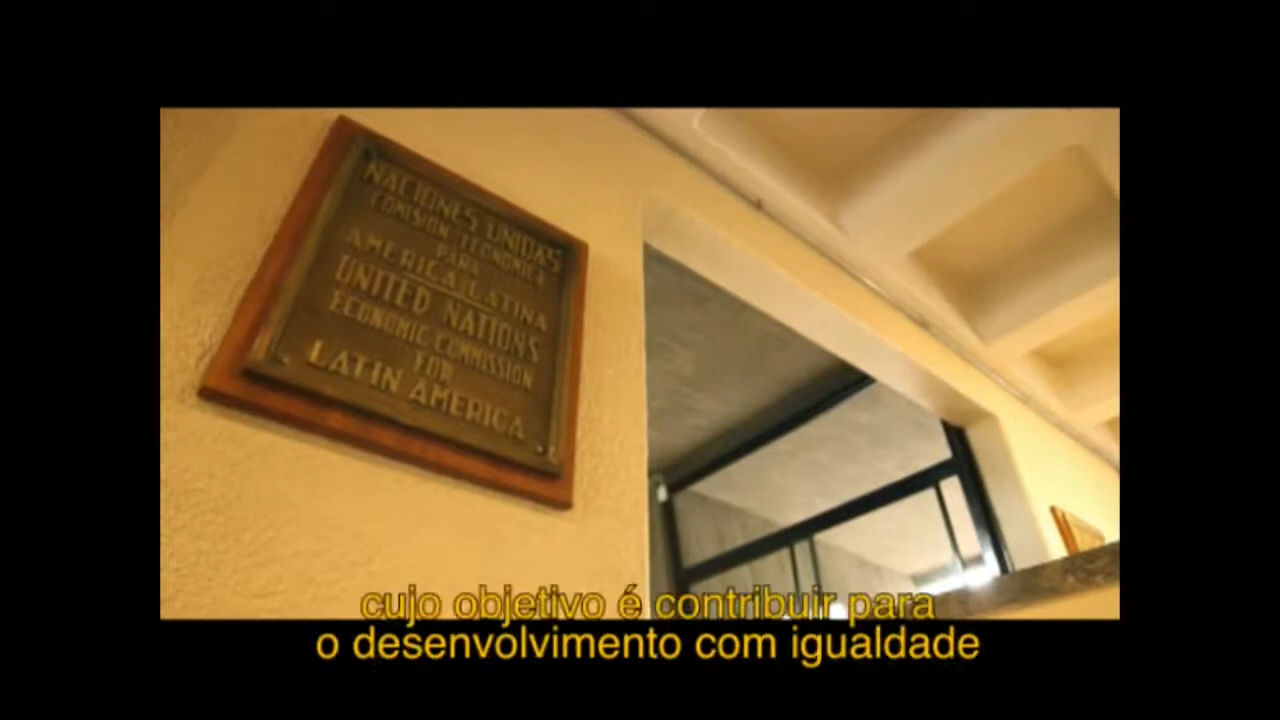 NACIONES UNIDAS
COMISION ECONOMICA
PARA
AMERICA LATINA
UNITED NATIONS
ECONOMIC COMMISSION
FOR
LATIN AMERICA
cujo objetivo é contribuir para
o desenvolvimento com igualdade